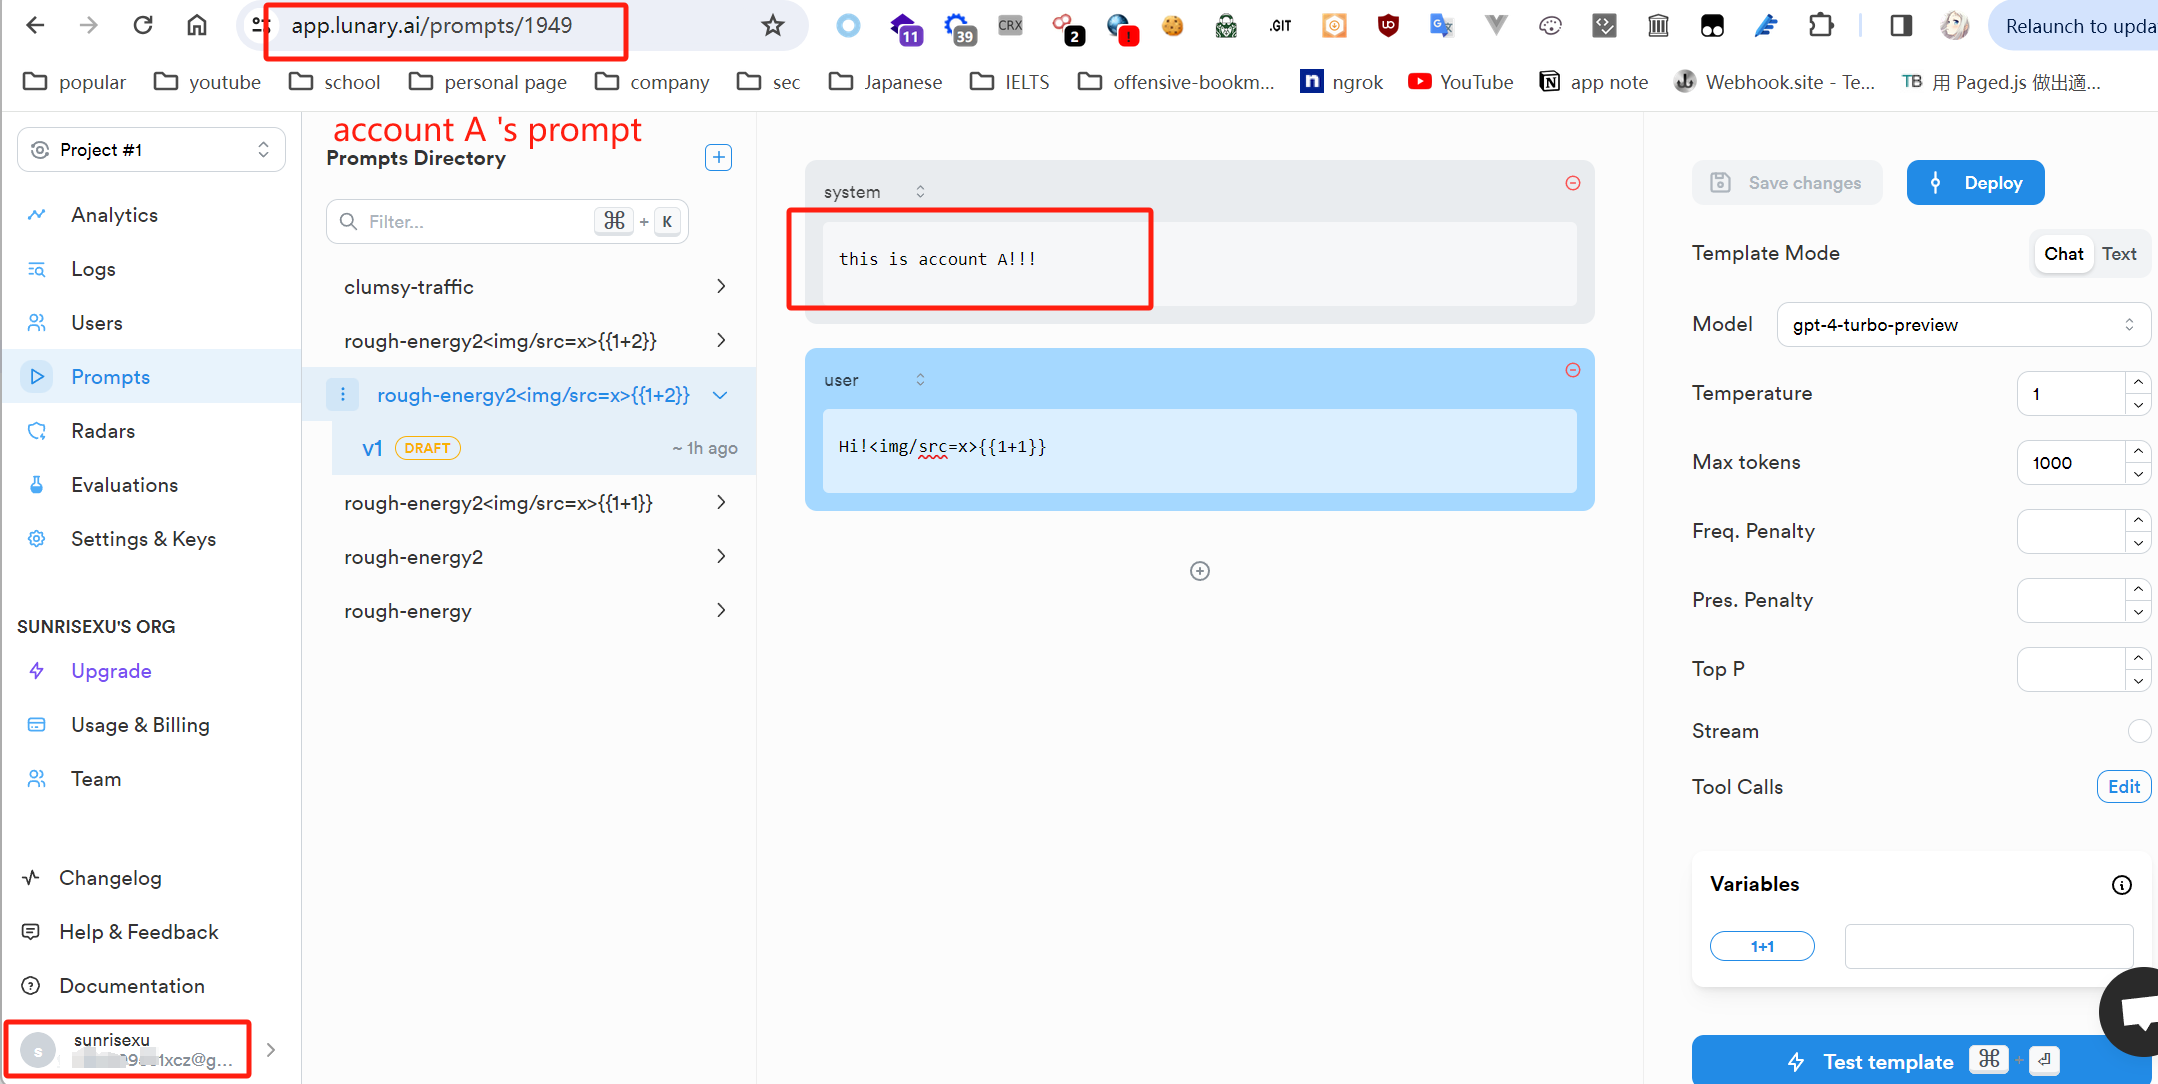 app.lunary.ai/prompts/1949
11
39
CRX
2
!
.GIT
Relaunch to upda
popular
youtube
school
personal page
company
sec
Japanese
IELTS
offensive-bookm...
ngrok
YouTube
app note
Webhook.site - Te...
TB 用 Paged.js 做出適...
Project #1
Analytics
Logs
Users
Prompts
Radars
Evaluations
Settings & Keys
SUNRISEXU'S ORG
Upgrade
Usage & Billing
Team
Changelog
Help & Feedback
Documentation
s
sunrisexu
1xcz@g...
account A 's prompt
Prompts Directory
Filter...
⌘ + K
clumsy-traffic
rough-energy2<img/src=x>{{1+2}}
rough-energy2<img/src=x>{{1+2}}
v1 DRAFT ~ 1h ago
rough-energy2<img/src=x>{{1+1}}
rough-energy2
rough-energy
system
this is account A!!!
user
Hi!<img/src=x>{{1+1}}
Save changes
Deploy
Template Mode
Chat Text
Model
gpt-4-turbo-preview
Temperature
1
Max tokens
1000
Freq. Penalty
Pres. Penalty
Top P
Stream
Tool Calls
Edit
Variables
1+1
Test template ⌘ + ⏎